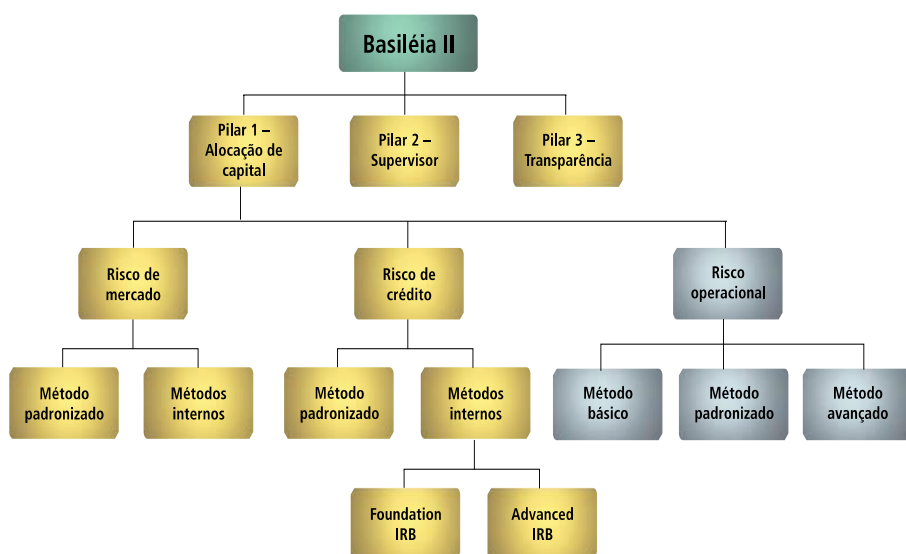 Basiléia II
Pilar 1 –
Alocação de
capital
Pilar 2 –
Supervisor
Pilar 3 –
Transparência
Risco de
mercado
Risco de
crédito
Risco
operacional
Método
padronizado
Métodos
internos
Método
padronizado
Métodos
internos
Método
básico
Método
padronizado
Método
avançado
Foundation
IRB
Advanced
IRB